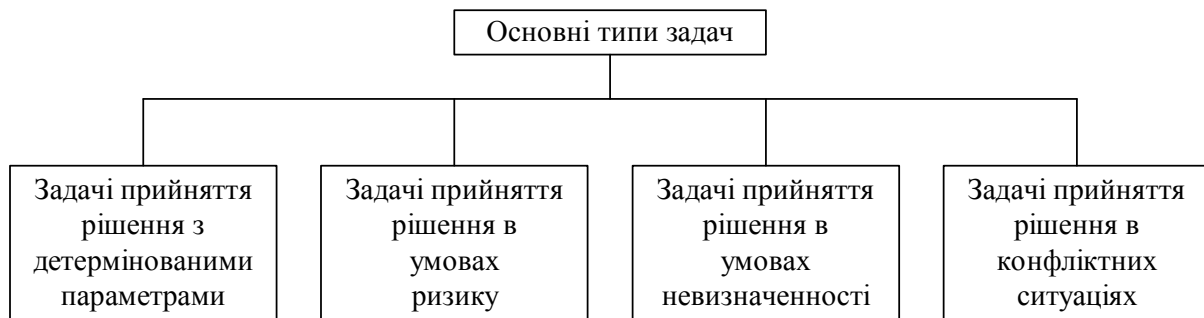 Основні типи задач
Задачі прийняття
рішення з
детермінованими
параметрами
Задачі прийняття
рішення в
умовах
ризику
Задачі прийняття
рішення в
умовах
невизначенності
Задачі прийняття
рішення в
конфліктних
ситуаціях